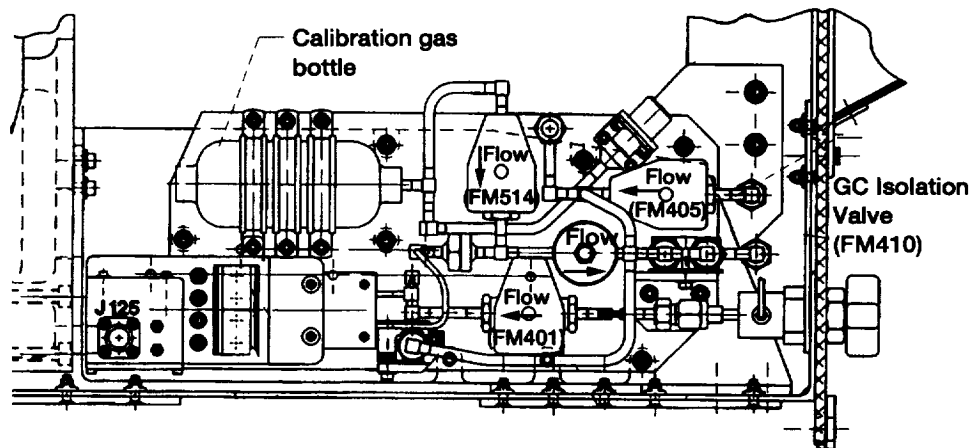 Calibration gas
bottle
Flow
(FM514)
Flow
(FM405)
GC Isolation
Valve
(FM410)
Flow
J125
Flow
(FM401)